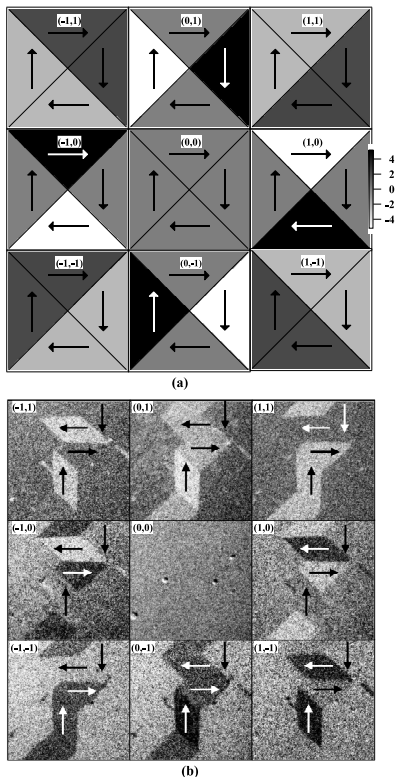 (-1,1) (0,1) (1,1)
(-1,0) (0,0) (1,0)
4
2
0
-2
-4
(-1,-1) (0,-1) (1,-1)
(a)
(-1,1) (0,1) (1,1)
(-1,0) (0,0) (1,0)
(-1,-1) (0,-1) (1,-1)
(b)